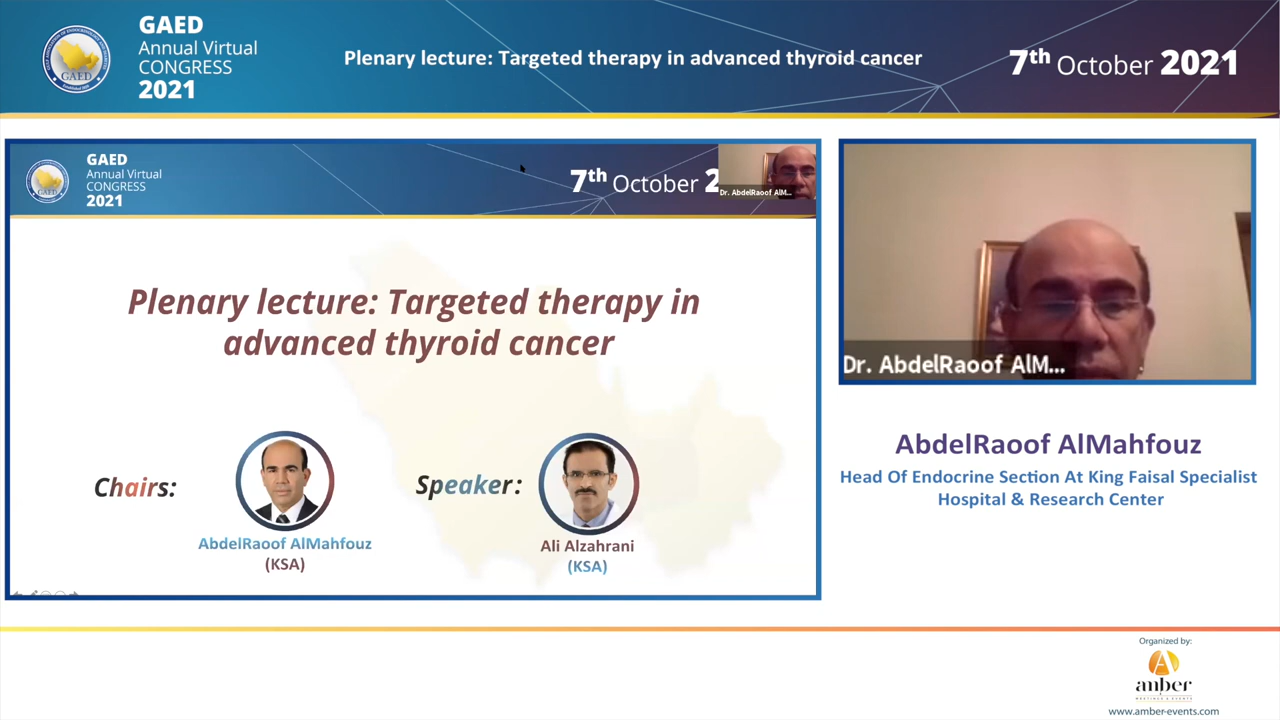 GAED
Annual Virtual
CONGRESS
2021
Plenary lecture: Targeted therapy in advanced thyroid cancer
7th October 2021
GAED
GAED
Annual Virtual
CONGRESS
2021
7th October 2
Dr. AbdelRaoof AlM...
Plenary lecture: Targeted therapy in
advanced thyroid cancer
Chairs:
AbdelRaoof AlMahfouz
(KSA)
Speaker:
Ali Alzahrani
(KSA)
Dr. AbdelRaoof AlM...
AbdelRaoof AlMahfouz
Head Of Endocrine Section At King Faisal Specialist
Hospital & Research Center
Organized by:
amber
MEETINGS & EVENTS
www.amber-events.com